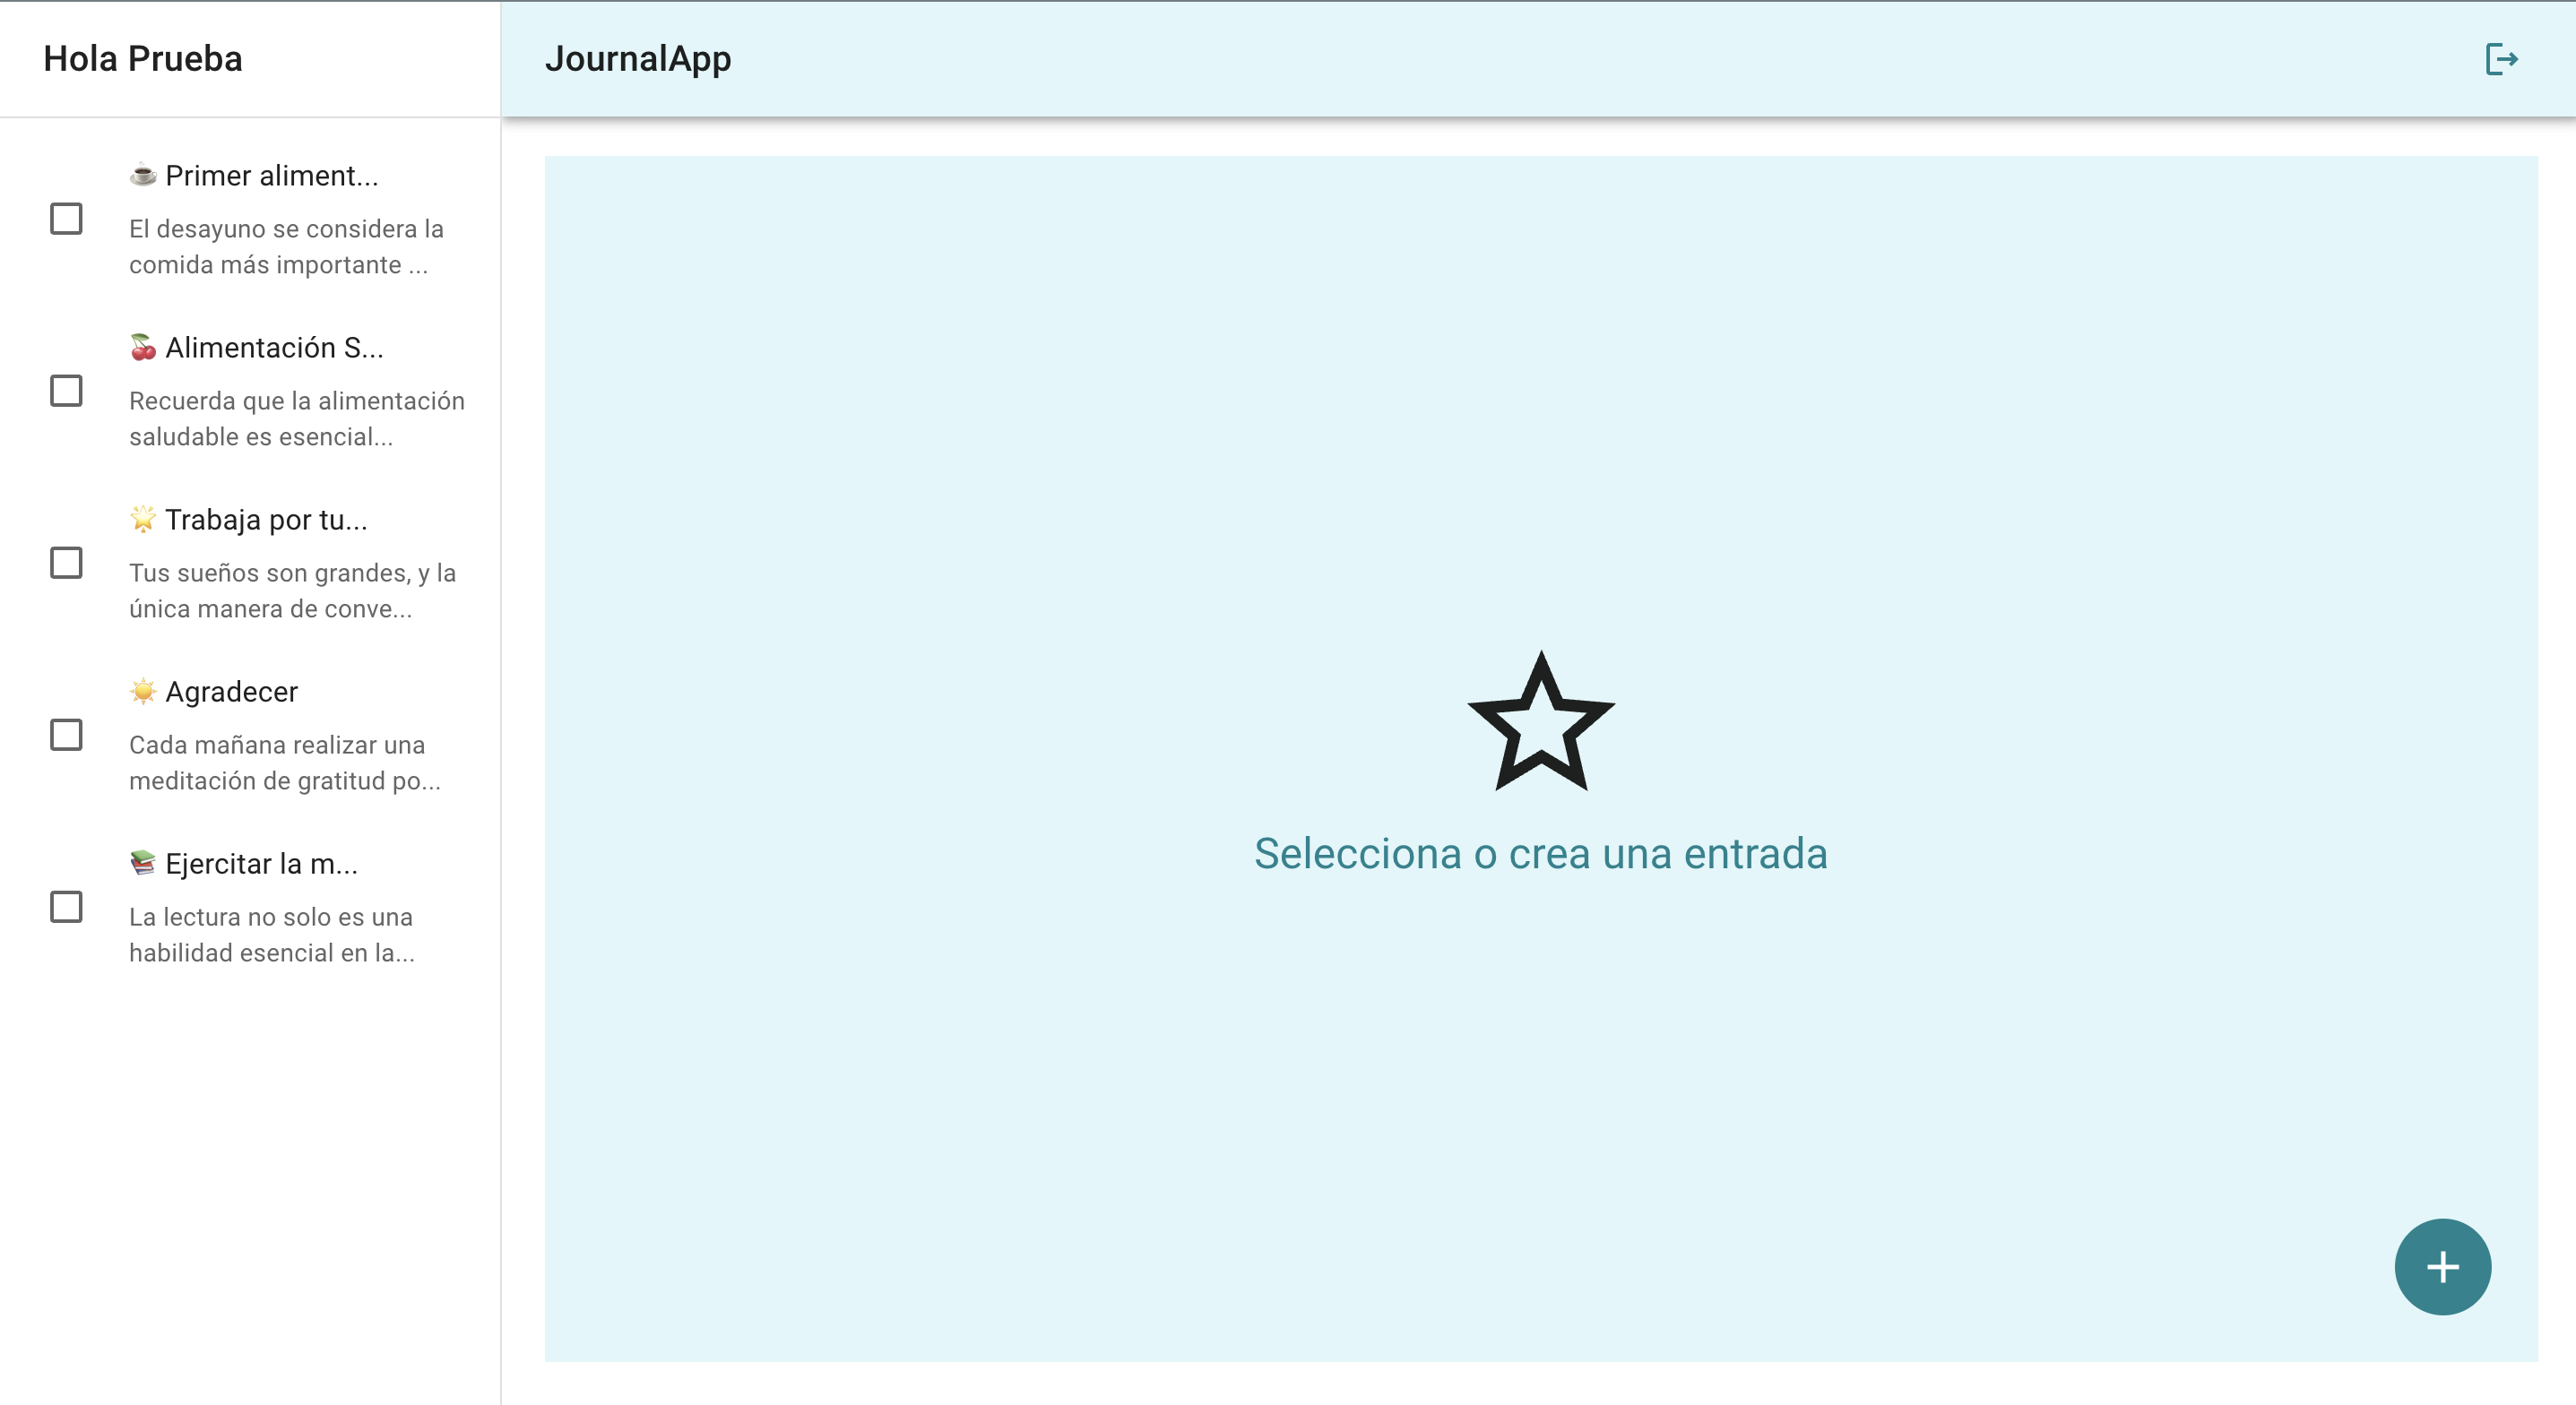 Hola Prueba
JournalApp
☕ Primer aliment...
El desayuno se considera la
comida más importante ...
🍒 Alimentación S...
Recuerda que la alimentación
saludable es esencial...
🌟 Trabaja por tu...
Tus sueños son grandes, y la
única manera de conve...
☀️ Agradecer
Cada mañana realizar una
meditación de gratitud po...
📚 Ejercitar la m...
La lectura no solo es una
habilidad esencial en la...
Selecciona o crea una entrada